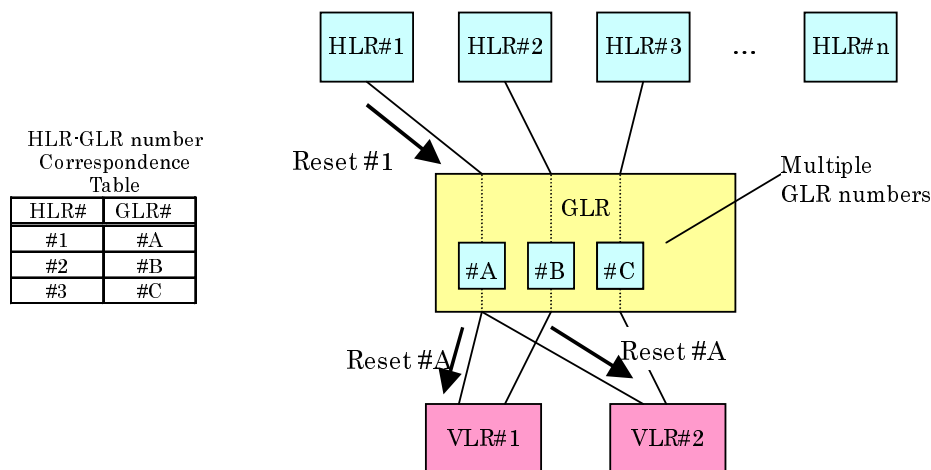 HLR#1
HLR#2
HLR#3
...
HLR#n
HLR-GLR number
Correspondence
Table
HLR# GLR#
#1 #A
#2 #B
#3 #C
Reset #1
Multiple
GLR numbers
GLR
#A
#B
#C
Reset #A
Reset #A
VLR#1
VLR#2